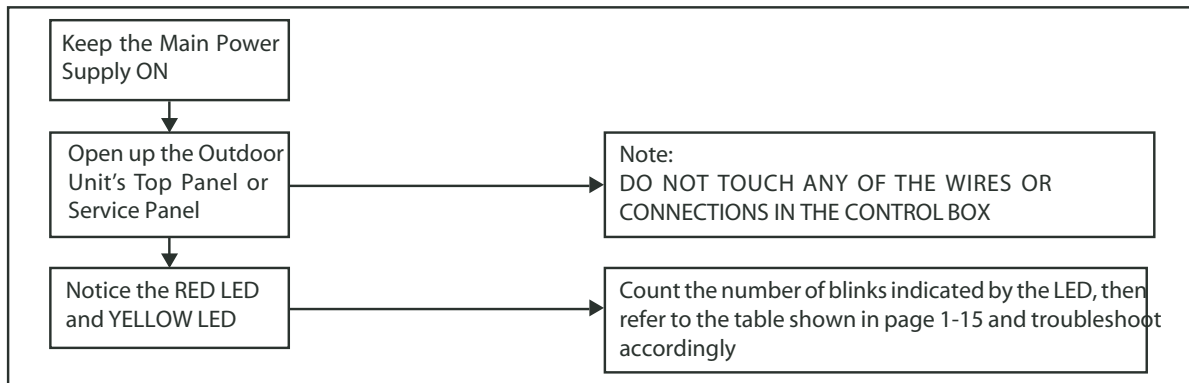 Keep the Main Power
Supply ON
Open up the Outdoor
Unit's Top Panel or
Service Panel
Note:
DO NOT TOUCH ANY OF THE WIRES OR
CONNECTIONS IN THE CONTROL BOX
Notice the RED LED
and YELLOW LED
Count the number of blinks indicated by the LED, then
refer to the table shown in page 1-15 and troubleshoot
accordingly